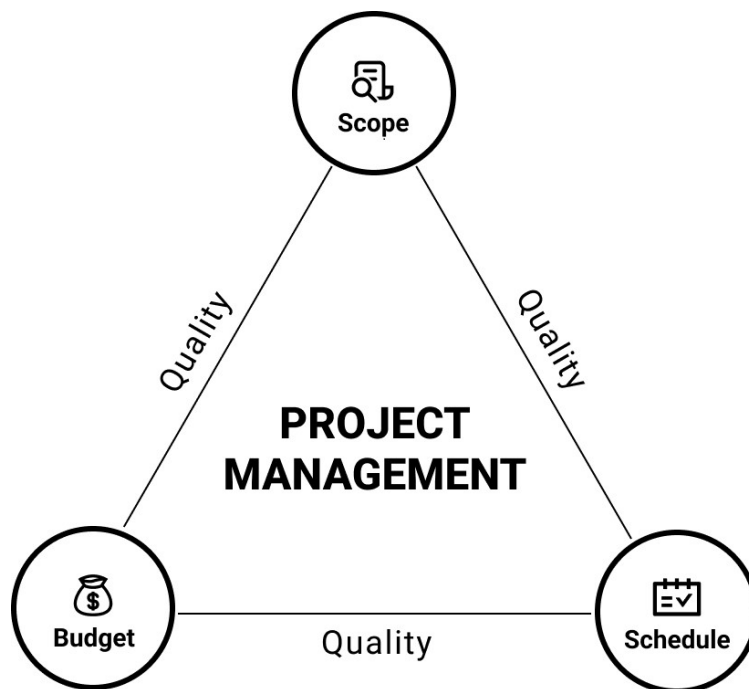 Scope
Quality
Quality
PROJECT
MANAGEMENT
$
Budget
Quality
Schedule